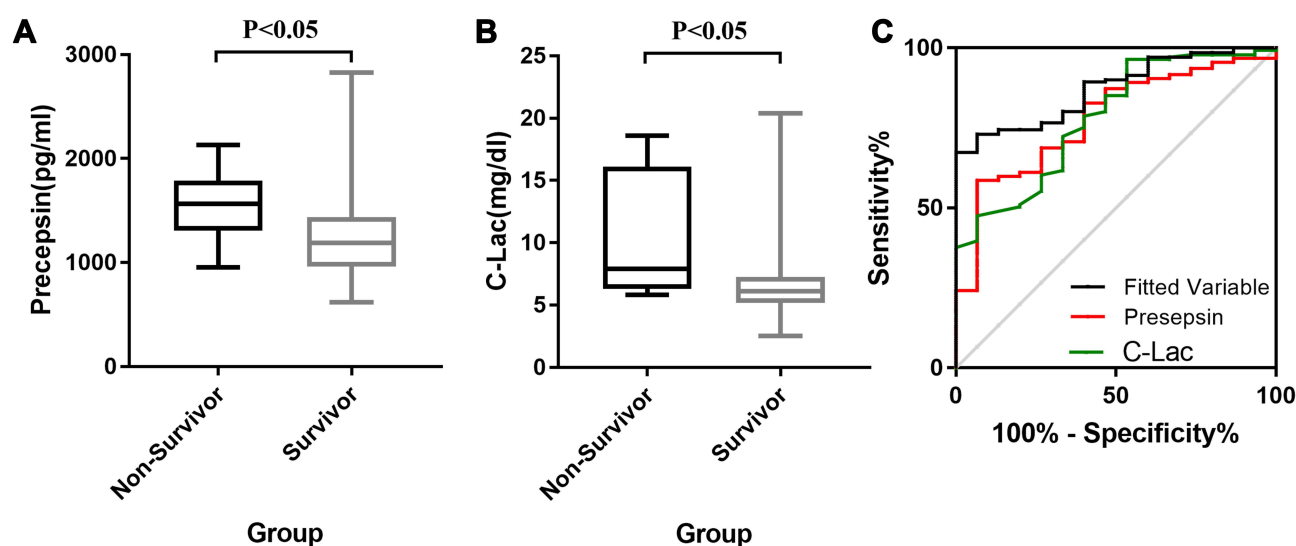 A
P<0.05
Precepsin(pg/ml)
3000
2000
1000
0
Non-Survivor
Survivor
Group
B
P<0.05
C-Lac(mg/dl)
25
20
15
10
5
0
Non-Survivor
Survivor
Group
C
Sensitivity%
100
50
0
Fitted Variable
Presepsin
C-Lac
0
50
100
100% - Specificity%